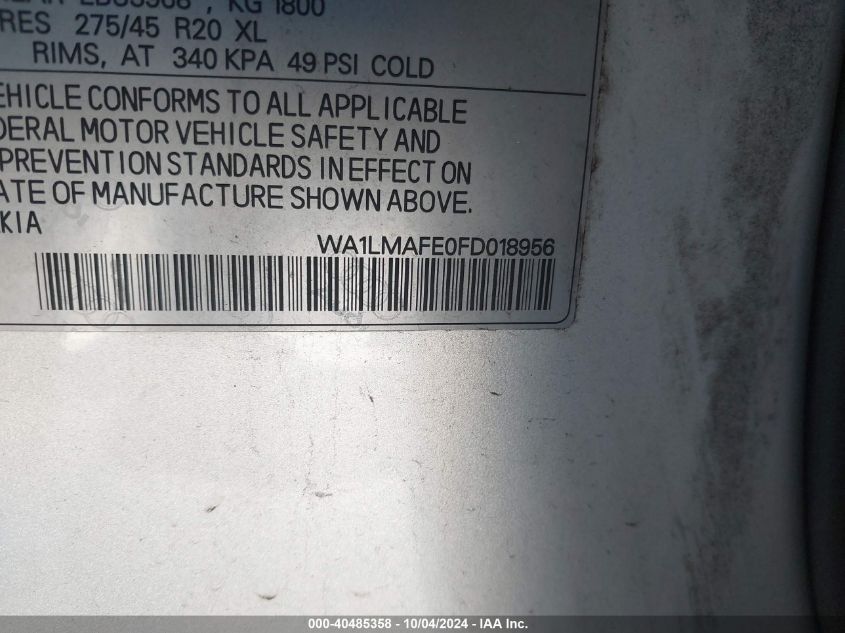 KG 1800
275/45 R20 XL
RIMS, AT 340 KPA 49 PSI COLD
EHICLE CONFORMS TO ALL APPLICABLE
DERAL MOTOR VEHICLE SAFETY AND
PREVENTION STANDARDS IN EFFECT ON
ATE OF MANUFACTURE SHOWN ABOVE.
KIA
WA1LMAFE0FD018956
000-40485358 - 10/04/2024 - IAA Inc.